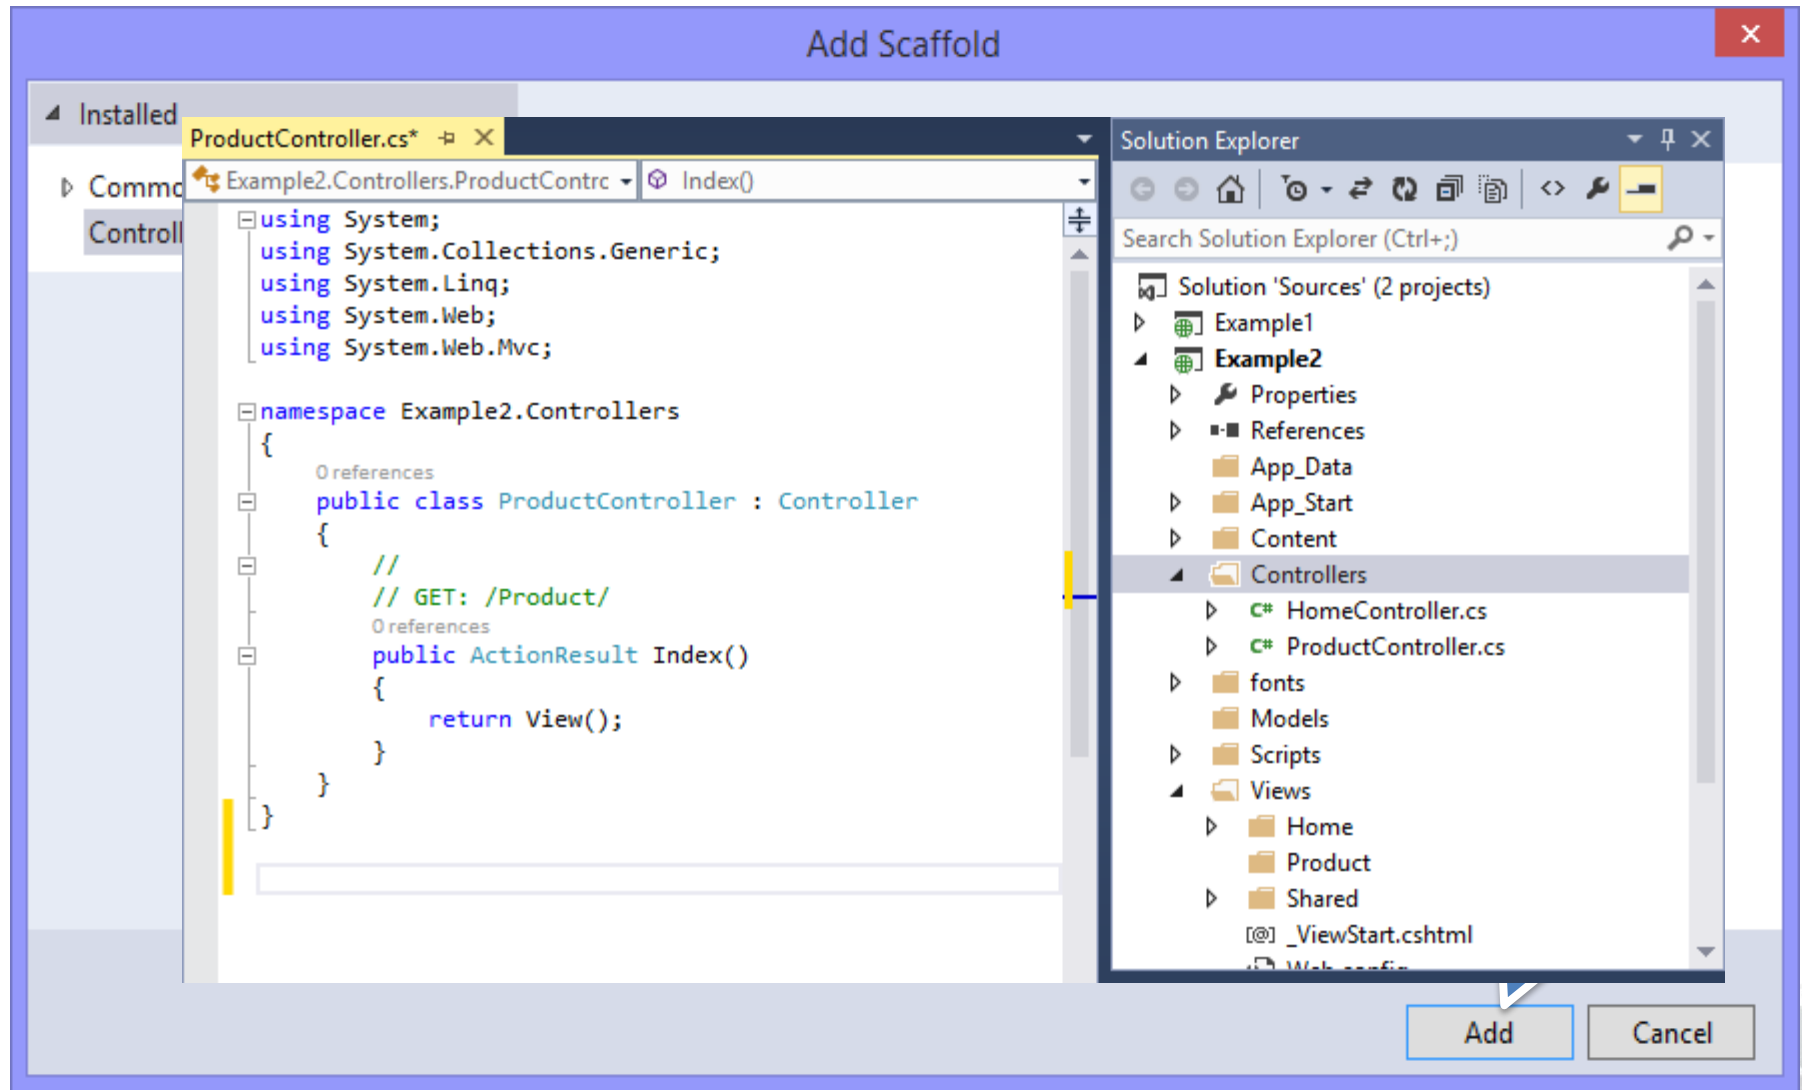 Add Scaffold
Installed
Commo
Controll
ProductController.cs*
Example2.Controllers.ProductContrc
Index()
using System;
using System.Collections.Generic;
using System.Linq;
using System.Web;
using System.Web.Mvc;
namespace Example2.Controllers
{
0 references
public class ProductController : Controller
{
//
// GET: /Product/
0 references
public ActionResult Index()
{
return View();
}
}
}
Solution Explorer
Search Solution Explorer (Ctrl+;)
Solution 'Sources' (2 projects)
Example1
Example2
Properties
References
App_Data
App_Start
Content
Controllers
C# HomeController.cs
C# ProductController.cs
fonts
Models
Scripts
Views
Home
Product
Shared
[@] _ViewStart.cshtml
Web.config
Add
Cancel